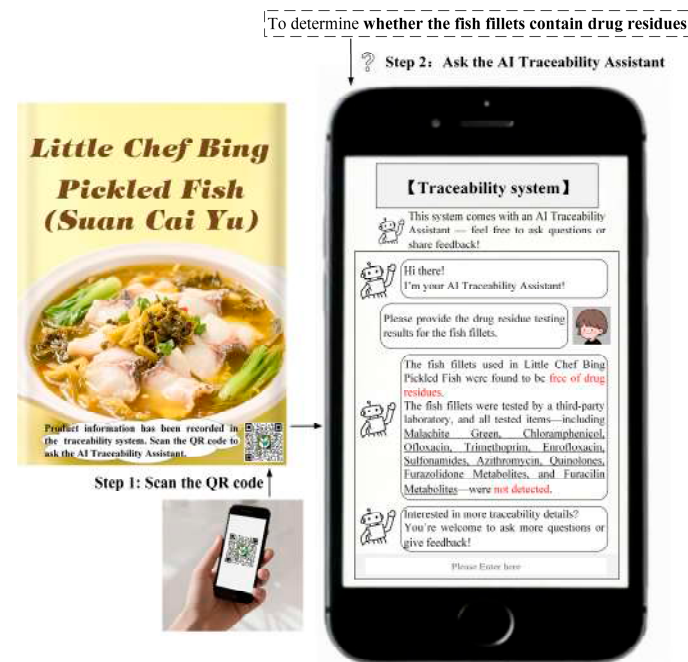 To determine whether the fish fillets contain drug residues
Step 2: Ask the AI Traceability Assistant
Little Chef Bing
Pickled Fish
(Suan Cai Yu)
Product information has been recorded in
the traceability system. Scan the QR code to
ask the AI Traceability Assistant.
Step 1: Scan the QR code
【Traceability system】
This system comes with an AI Traceability
Assistant — feel free to ask questions or
share feedback!
Hi there!
I'm your AI Traceability Assistant!
Please provide the drug residue testing
results for the fish fillets.
The fish fillets used in Little Chef Bing
Pickled Fish were found to be free of drug
residues.
The fish fillets were tested by a third-party
laboratory, and all tested items—including
Malachite Green, Chloramphenicol,
Ofloxacin, Trimethoprim, Enrofloxacin,
Sulfonamides, Azithromycin, Quinolones,
Furazolidone Metabolites, and Furacilin
Metabolites—were not detected.
Interested in more traceability details?
You're welcome to ask more questions or
give feedback!
Please Enter here